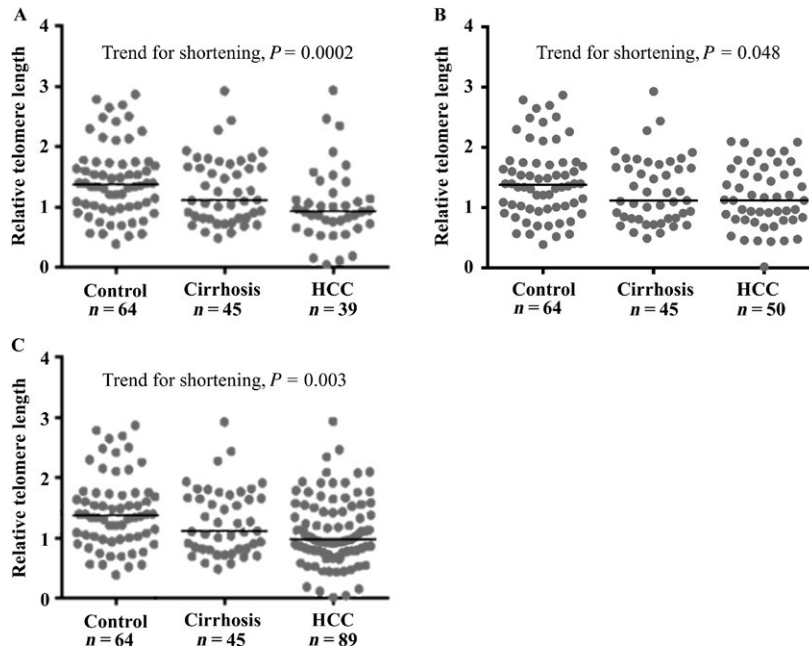 A
Relative telomere length
4
3
2
1
0
Trend for shortening, P = 0.0002
Control
n = 64
Cirrhosis
n = 45
HCC
n = 39
B
Relative telomere length
4
3
2
1
0
Trend for shortening, P = 0.048
Control
n = 64
Cirrhosis
n = 45
HCC
n = 50
C
Relative telomere length
4
3
2
1
0
Trend for shortening, P = 0.003
Control
n = 64
Cirrhosis
n = 45
HCC
n = 89